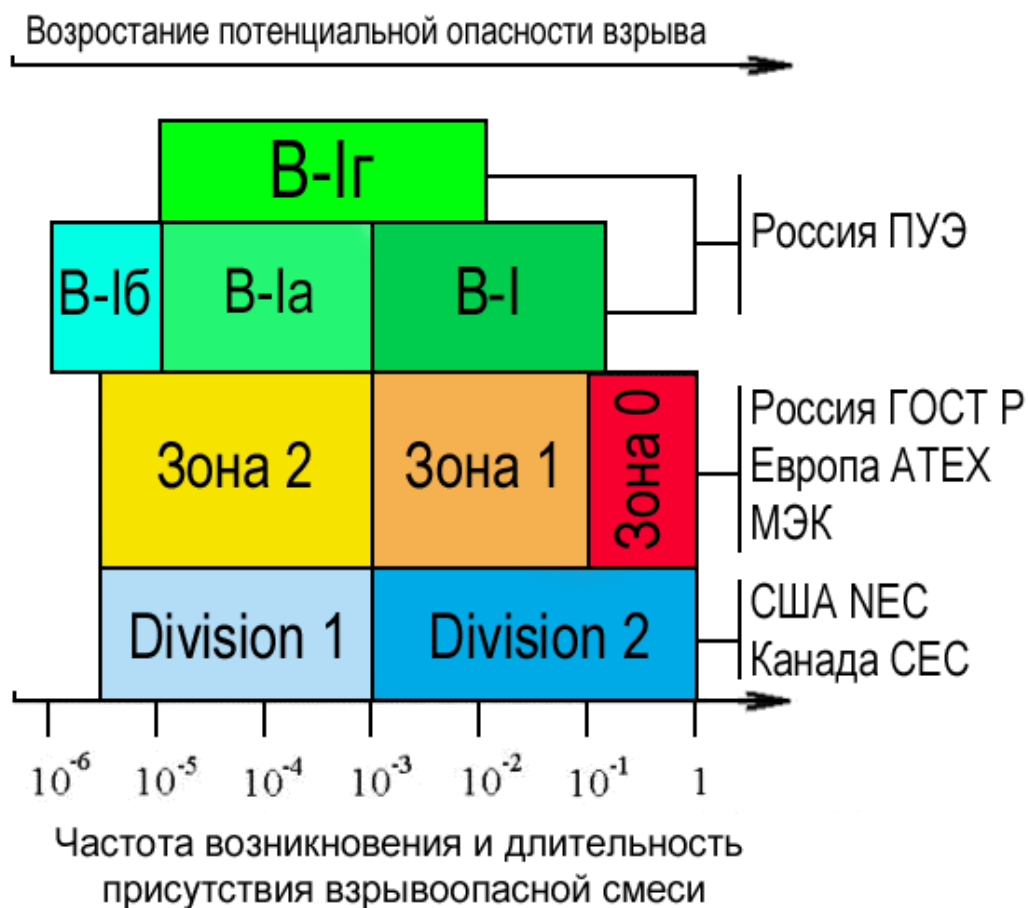 Возростание потенциальной опасности взрыва
В-Iг
Россия ПУЭ
В-Iб
В-Iа
В-I
Зона 2
Зона 1
Зона 0
Россия ГОСТ Р
Европа АТЕХ
МЭК
Division 1
Division 2
США NEC
Канада CEC
10⁻⁶ 10⁻⁵ 10⁻⁴ 10⁻³ 10⁻² 10⁻¹ 1
Частота возникновения и длительность
присутствия взрывоопасной смеси